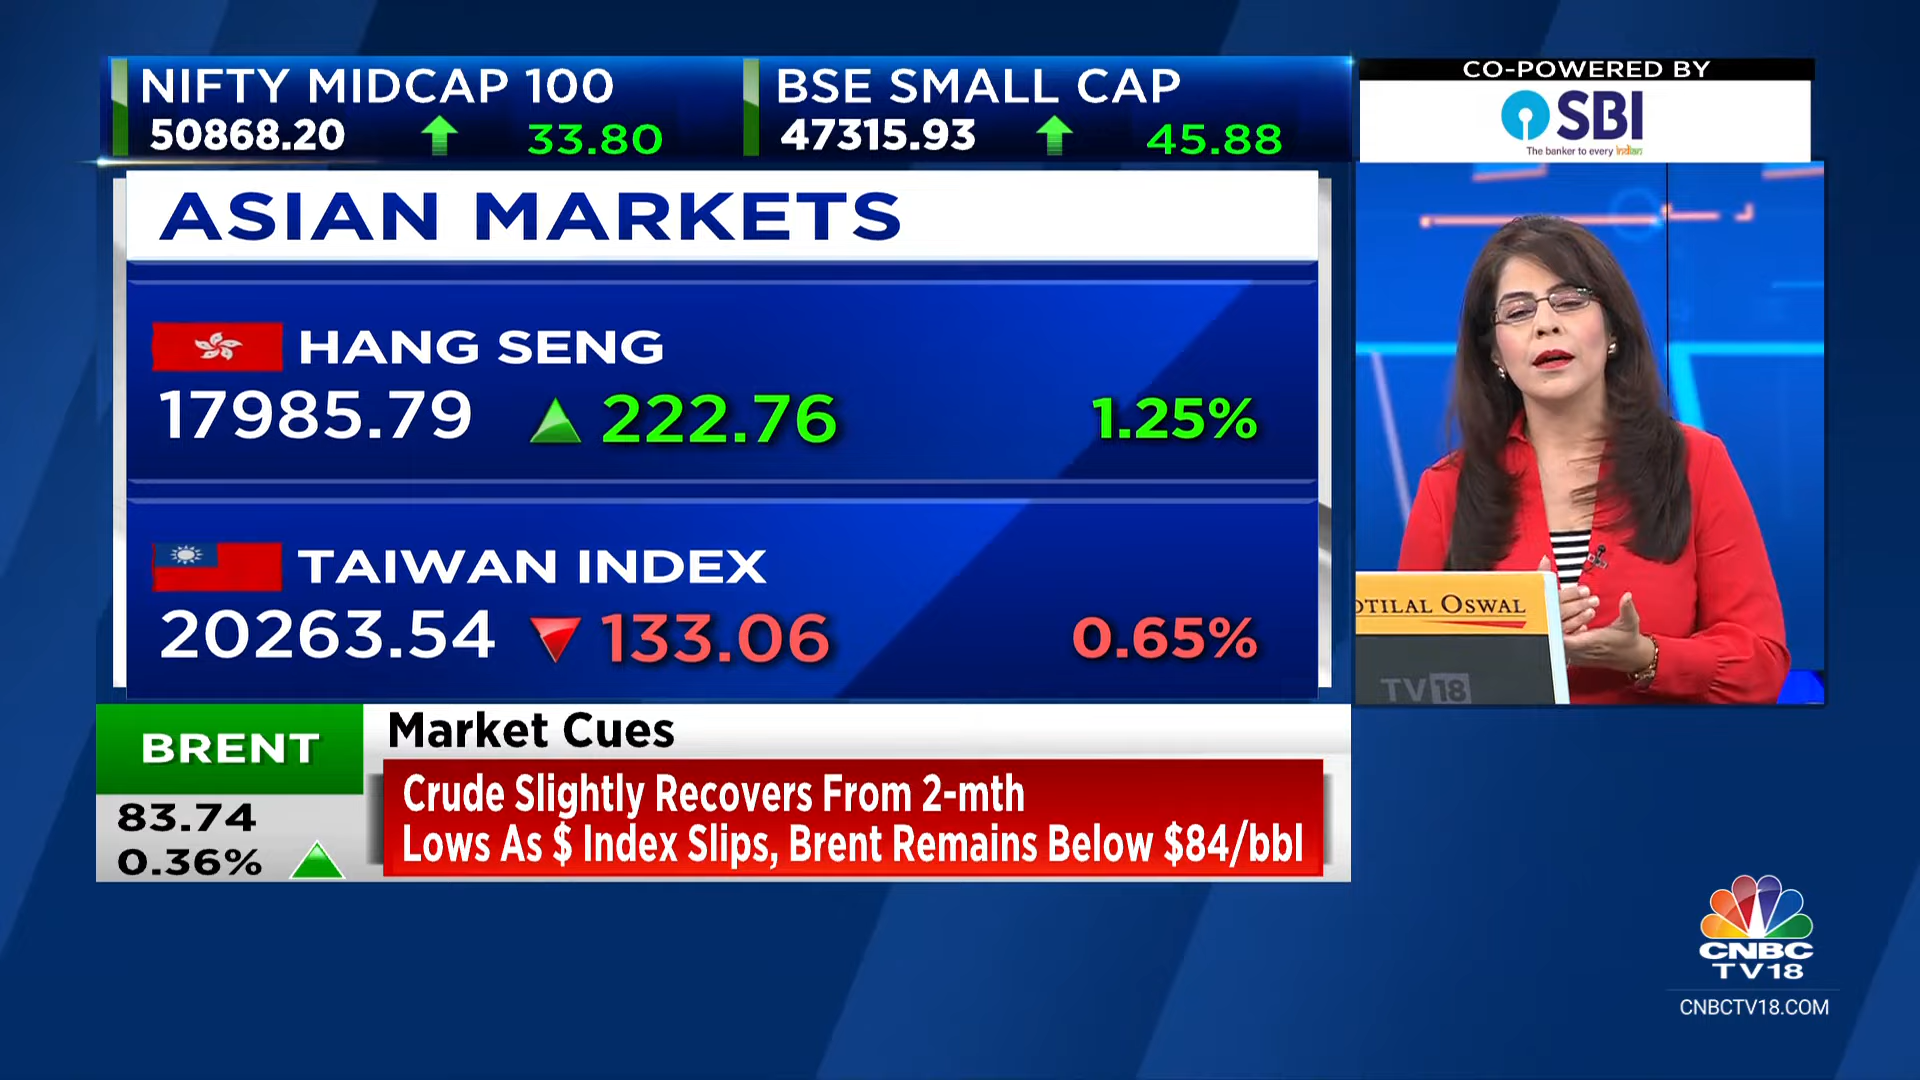 NIFTY MIDCAP 100
50868.20 33.80
BSE SMALL CAP
47315.93 45.88
CO-POWERED BY
SBI
The banker to every Indian
ASIAN MARKETS
HANG SENG
17985.79 222.76 1.25%
TAIWAN INDEX
20263.54 133.06 0.65%
OTILAL OSWAL
TV18
BRENT
83.74
0.36%
Market Cues
Crude Slightly Recovers From 2-mth
Lows As $ Index Slips, Brent Remains Below $84/bbl
CNBC
TV18
CNBCTV18.COM